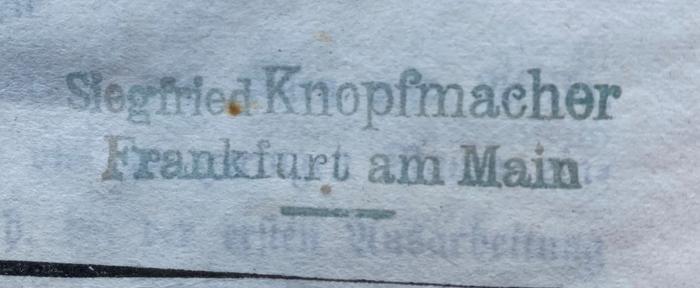 Siegfried Knopfmacher
Frankfurt am Main